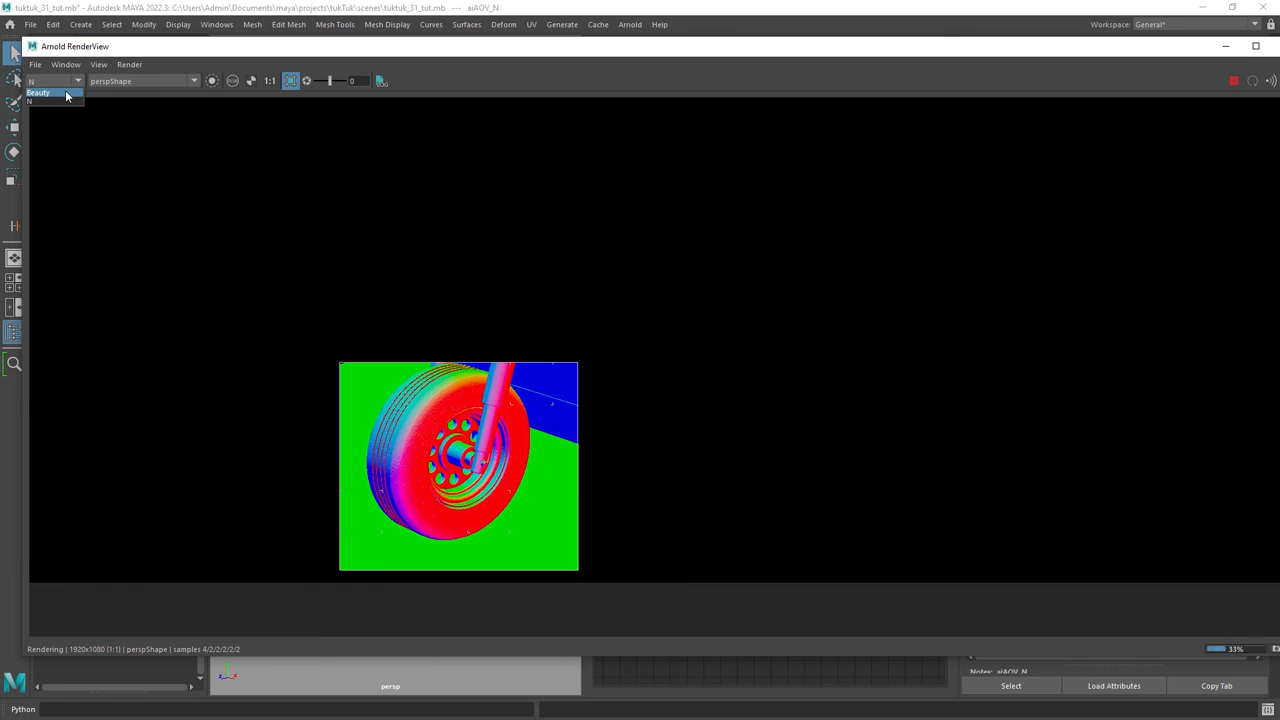 tuktuk_31_tut.mb* - Autodesk MAYA 2022.3: C:\Users\Admin\Documents\maya\projects\tukTuk\scenes\tuktuk_31_tut.mb --- aiAOV_N
File Edit Create Select Modify Display Windows Mesh Edit Mesh Mesh Tools Mesh Display Curves Surfaces Deform UV Generate Cache Arnold Help Workspace: General*
Arnold RenderView
File Window View Render
N perspShape RGB 1:1 0 LOG
Beauty
N
Rendering | 1920x1080 (1:1) | perspShape | samples 4/2/2/2/2/2 33%
Notes: aiAOV_N
persp Select Load Attributes Copy Tab
Python